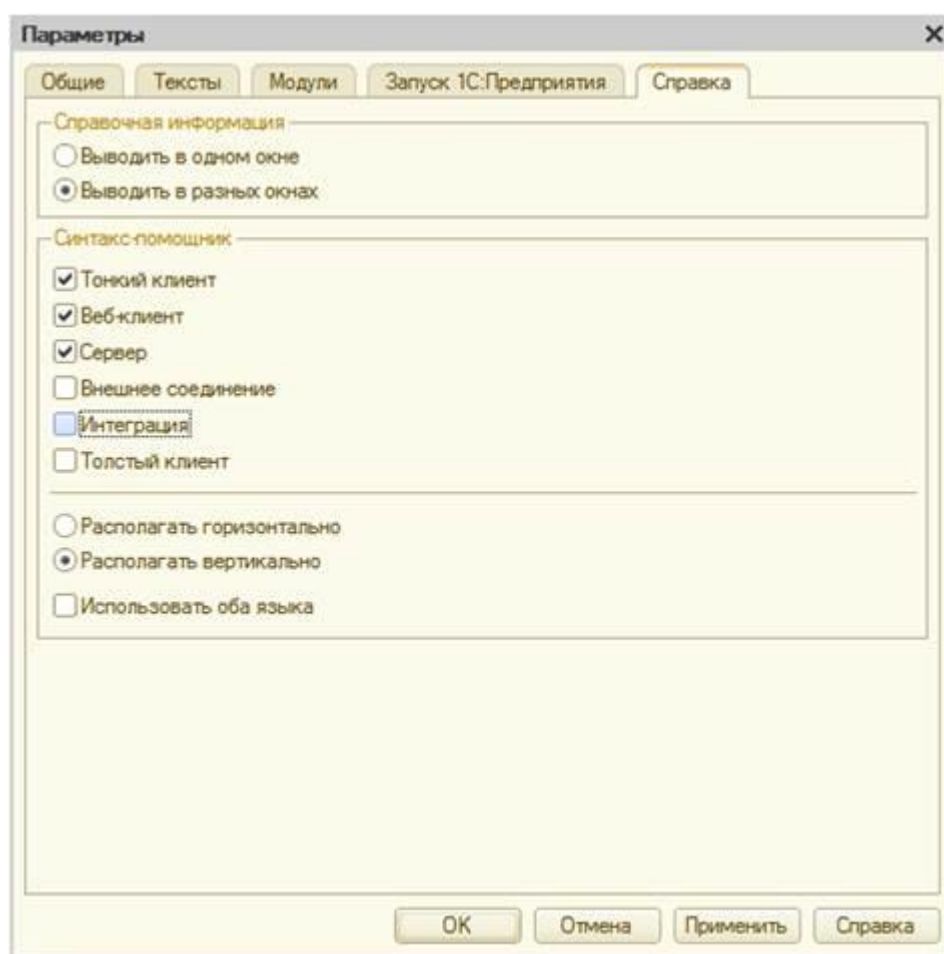 Параметры
Общие Тексты Модули Запуск 1С:Предприятия Справка
Справочная информация
Выводить в одном окне
Выводить в разных окнах
Синтакс-помощник
Тонкий клиент
Веб-клиент
Сервер
Внешнее соединение
Интеграция
Толстый клиент
Располагать горизонтально
Располагать вертикально
Использовать оба языка
ОК Отмена Применить Справка